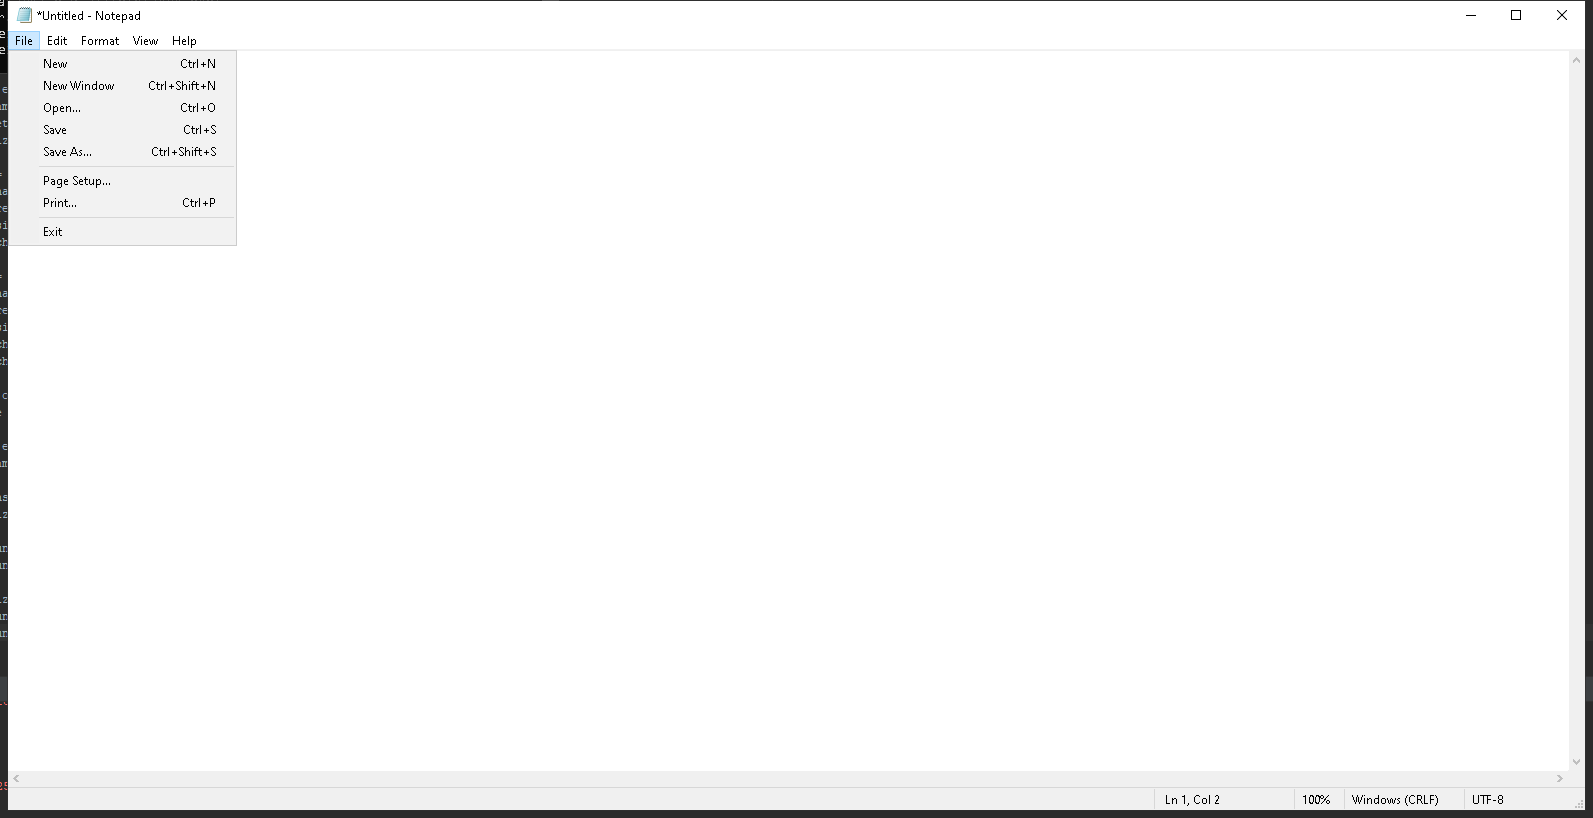 *Untitled - Notepad
File Edit Format View Help
New Ctrl+N
New Window Ctrl+Shift+N
Open... Ctrl+O
Save Ctrl+S
Save As... Ctrl+Shift+S
Page Setup...
Print... Ctrl+P
Exit
Ln 1, Col 2 100% Windows (CRLF) UTF-8